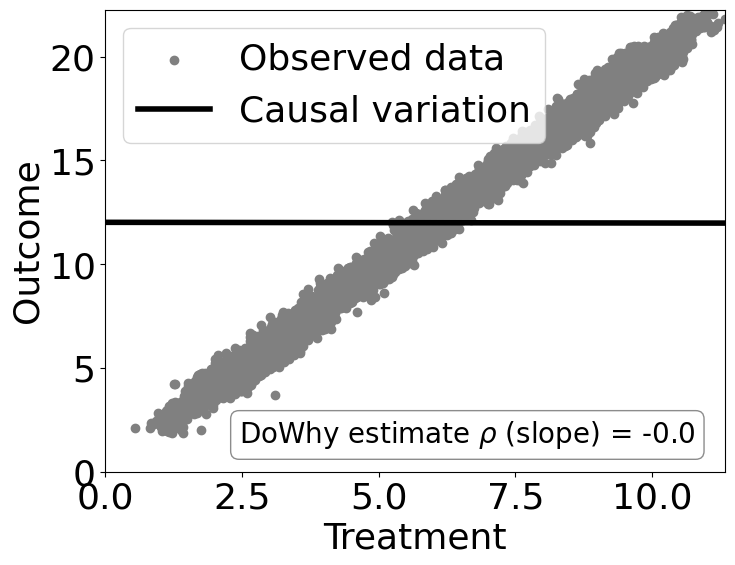 Observed data
Causal variation
20
15
10
5
0
Outcome
DoWhy estimate ρ (slope) = -0.0
0.0 2.5 5.0 7.5 10.0
Treatment